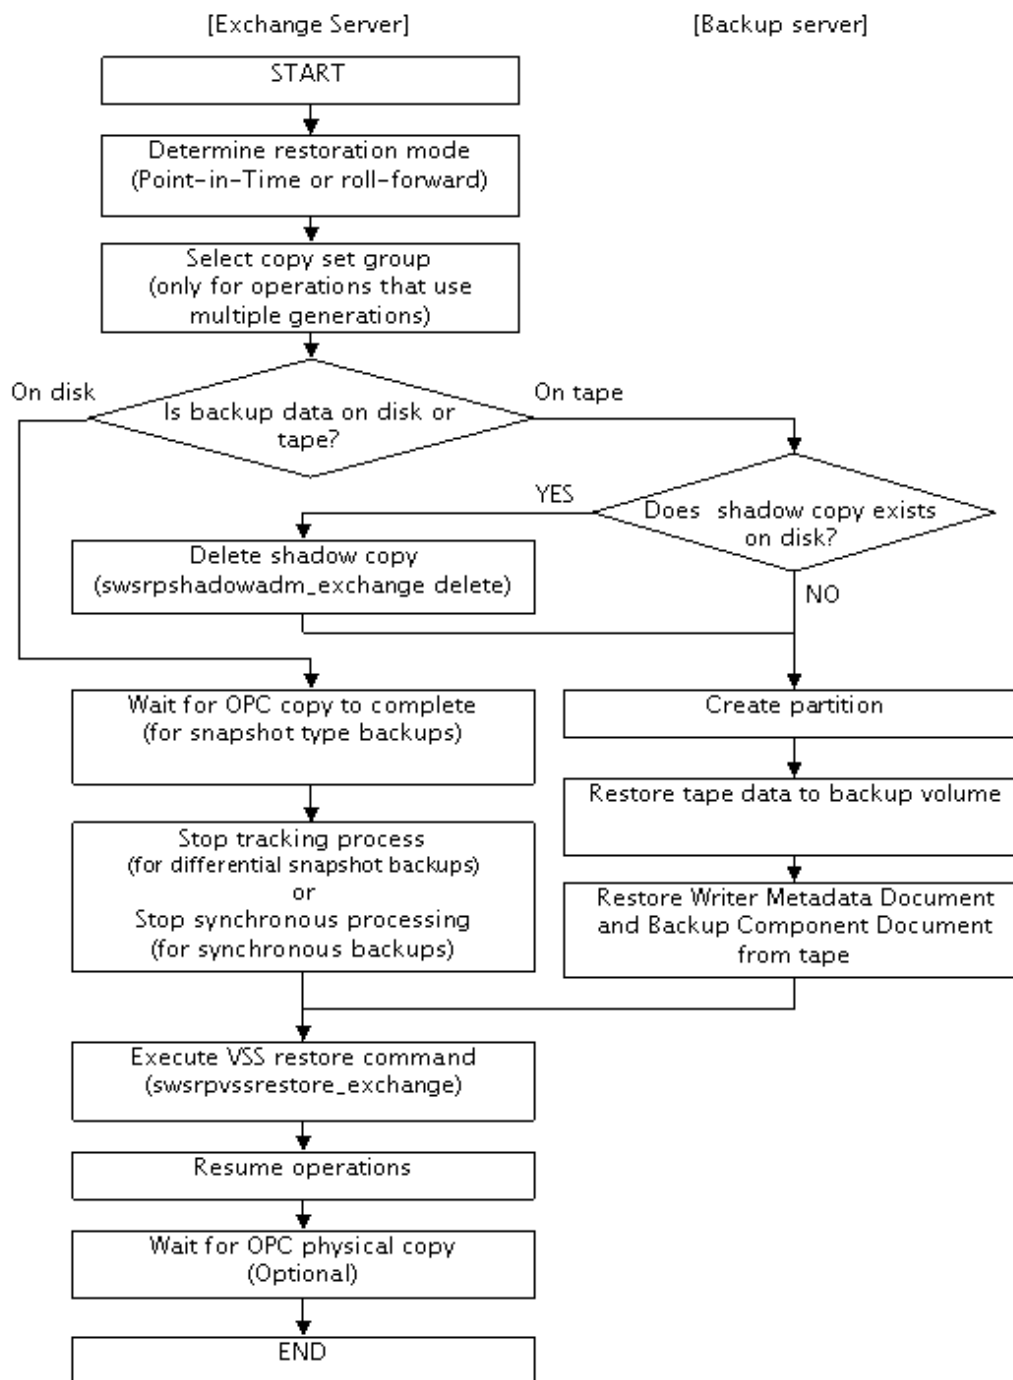 [Exchange Server]
[Backup server]
START
Determine restoration mode
(Point-in-Time or roll-forward)
Select copy set group
(only for operations that use
multiple generations)
On disk
Is backup data on disk or
tape?
On tape
YES
Does shadow copy exists
on disk?
NO
Delete shadow copy
(swsrpshadowadm_exchange delete)
Wait for OPC copy to complete
(for snapshot type backups)
Create partition
Restore tape data to backup volume
Stop tracking process
(for differential snapshot backups)
or
Stop synchronous processing
(for synchronous backups)
Restore Writer Metadata Document
and Backup Component Document
from tape
Execute VSS restore command
(swsrpvssrestore_exchange)
Resume operations
Wait for OPC physical copy
(Optional)
END